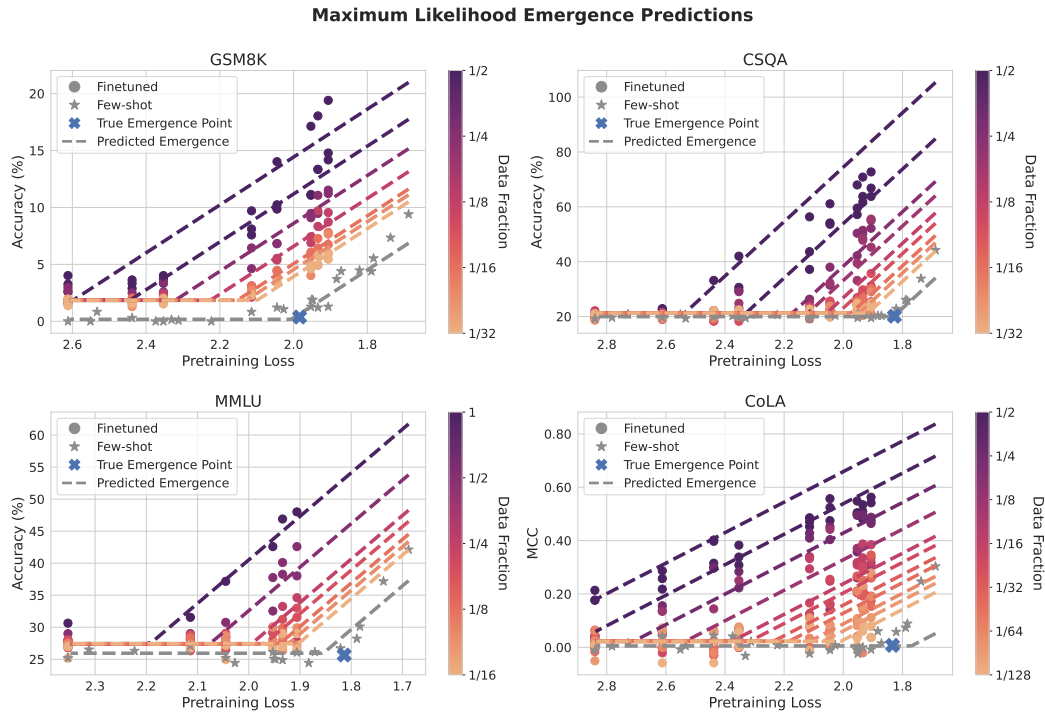 Maximum Likelihood Emergence Predictions
GSM8K
Accuracy (%)
20
15
10
5
0
Finetuned
Few-shot
True Emergence Point
Predicted Emergence
2.6
2.4
2.2
2.0
1.8
Pretraining Loss
1/2
1/4
1/8
1/16
1/32
Data Fraction
CSQA
Accuracy (%)
100
80
60
40
20
Finetuned
Few-shot
True Emergence Point
Predicted Emergence
2.8
2.6
2.4
2.2
2.0
1.8
Pretraining Loss
1/2
1/4
1/8
1/16
1/32
Data Fraction
MMLU
Accuracy (%)
60
55
50
45
40
35
30
25
Finetuned
Few-shot
True Emergence Point
Predicted Emergence
2.3
2.2
2.1
2.0
1.9
1.8
1.7
Pretraining Loss
1
1/2
1/4
1/8
1/16
Data Fraction
CoLA
MCC
0.80
0.60
0.40
0.20
0.00
Finetuned
Few-shot
True Emergence Point
Predicted Emergence
2.8
2.6
2.4
2.2
2.0
1.8
Pretraining Loss
1/2
1/4
1/8
1/16
1/32
1/64
1/128
Data Fraction